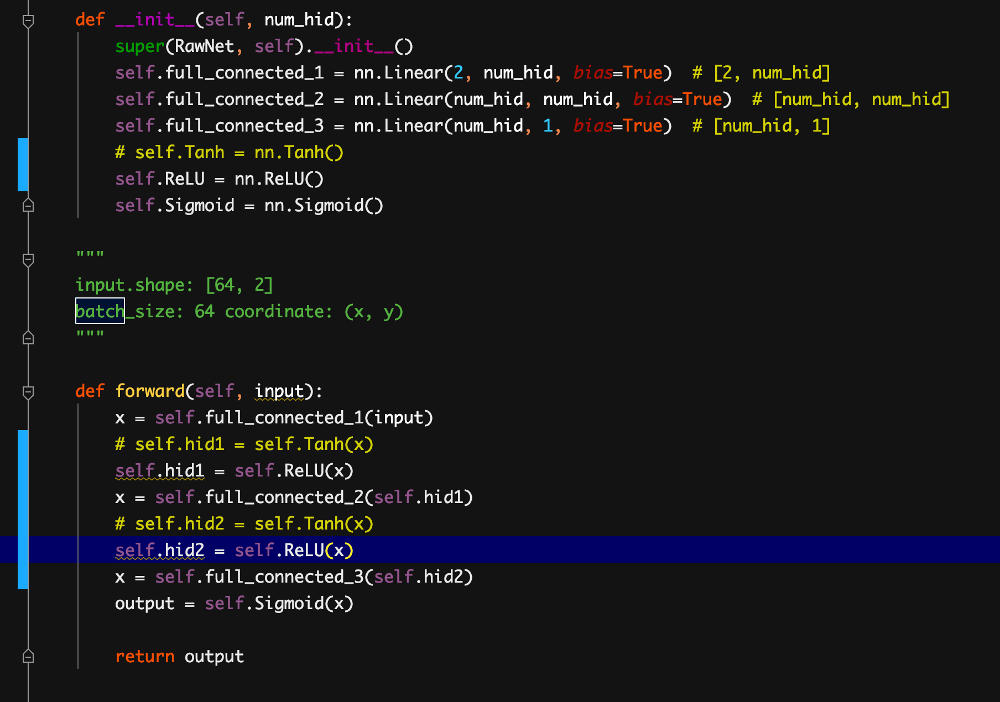 def __init__(self, num_hid):
super(RawNet, self).__init__()
self.full_connected_1 = nn.Linear(2, num_hid, bias=True)  # [2, num_hid]
self.full_connected_2 = nn.Linear(num_hid, num_hid, bias=True)  # [num_hid, num_hid]
self.full_connected_3 = nn.Linear(num_hid, 1, bias=True)  # [num_hid, 1]
# self.Tanh = nn.Tanh()
self.ReLU = nn.ReLU()
self.Sigmoid = nn.Sigmoid()
"""
input.shape: [64, 2]
batch_size: 64 coordinate: (x, y)
"""
def forward(self, input):
x = self.full_connected_1(input)
# self.hid1 = self.Tanh(x)
self.hid1 = self.ReLU(x)
x = self.full_connected_2(self.hid1)
# self.hid2 = self.Tanh(x)
self.hid2 = self.ReLU(x)
x = self.full_connected_3(self.hid2)
output = self.Sigmoid(x)
return output